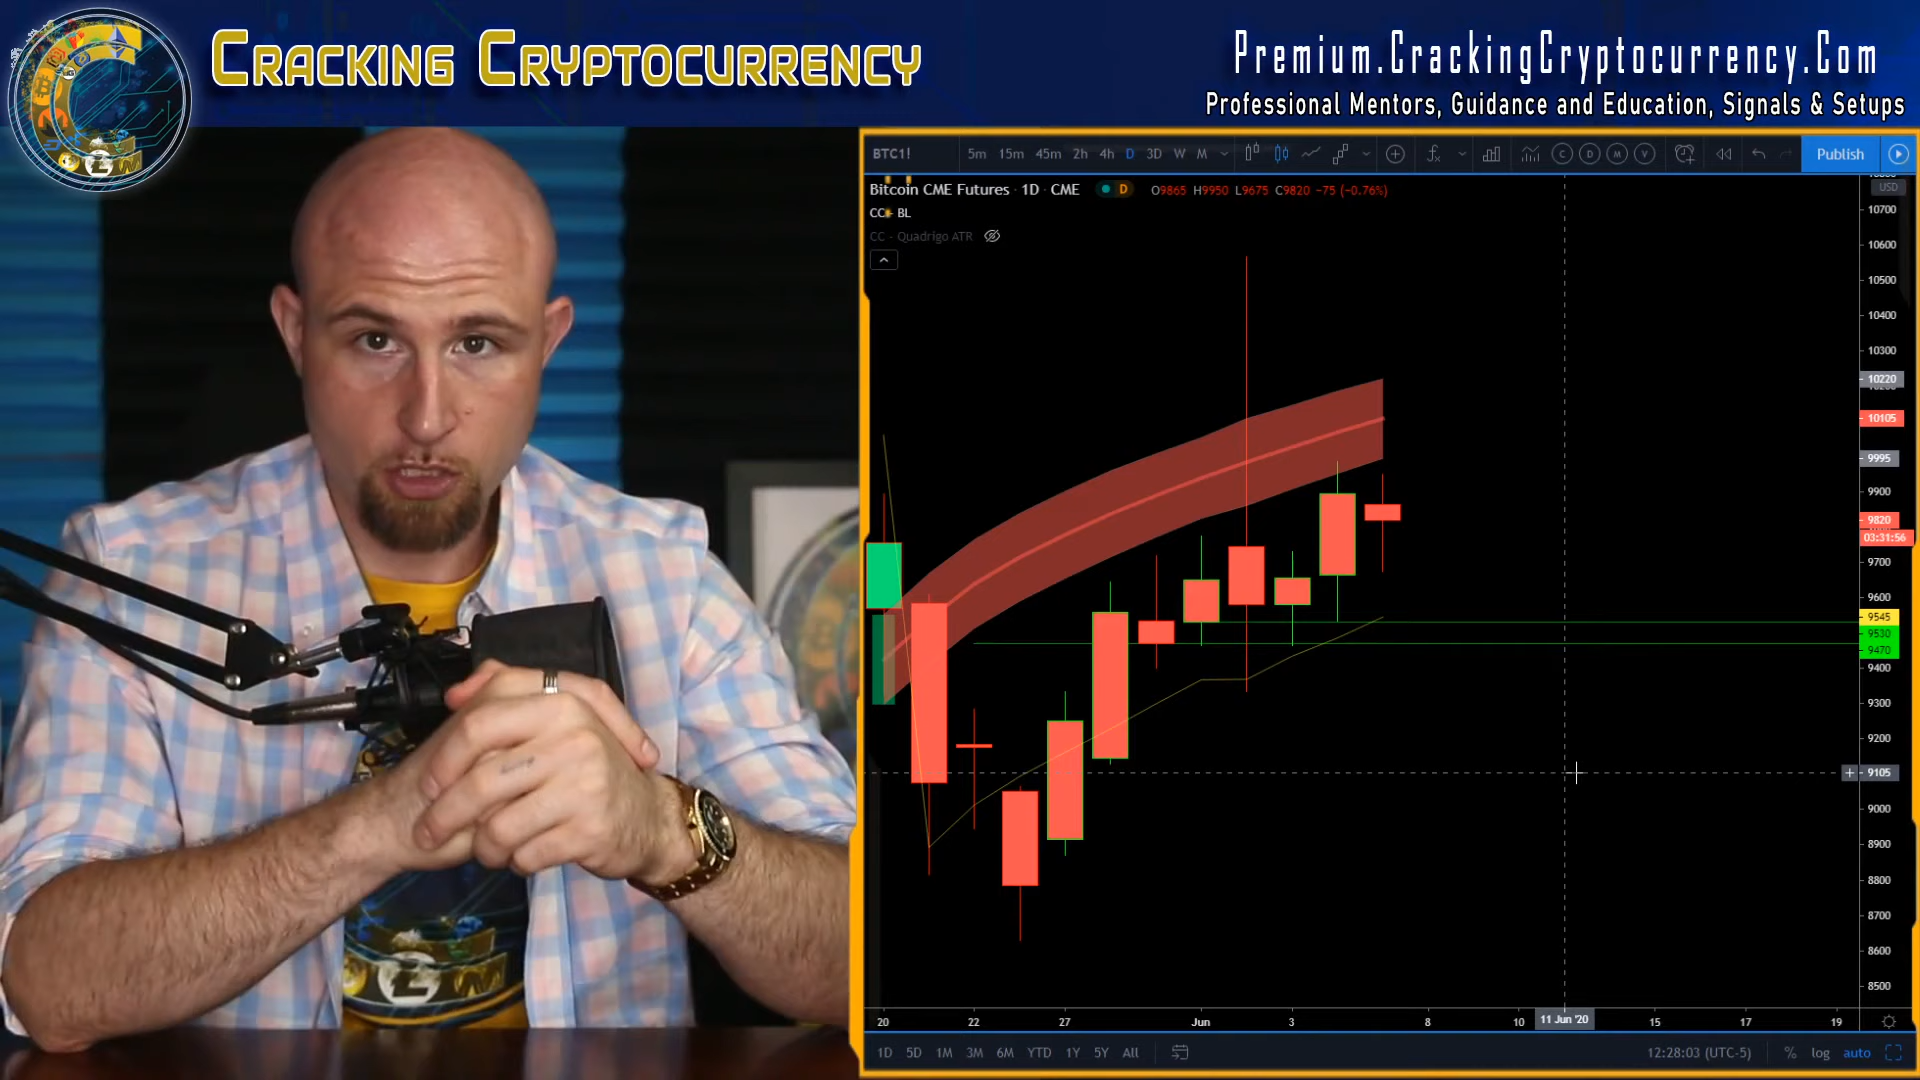 CRACKING CRYPTOCURRENCY
Premium.CrackingCryptocurrency.Com
Professional Mentors, Guidance and Education, Signals & Setups
BTC1! 5m 15m 45m 2h 4h D 3D W M C D M V Publish
Bitcoin CME Futures · 1D · CME D O9865 H9950 L9675 C9820 −75 (−0.76%)
USD
CC - BL
CC - Quadrigo ATR
10700
10600
10500
10400
10300
10220
10105
9995
9900
9820
03:31:56
9700
9600
9545
9530
9470
9400
9300
9200
9105
9000
8900
8800
8700
8600
8500
20 22 27 Jun 3 8 10 11 Jun '20 15 17 19
1D 5D 1M 3M 6M YTD 1Y 5Y All 12:28:03 (UTC-5) % log auto